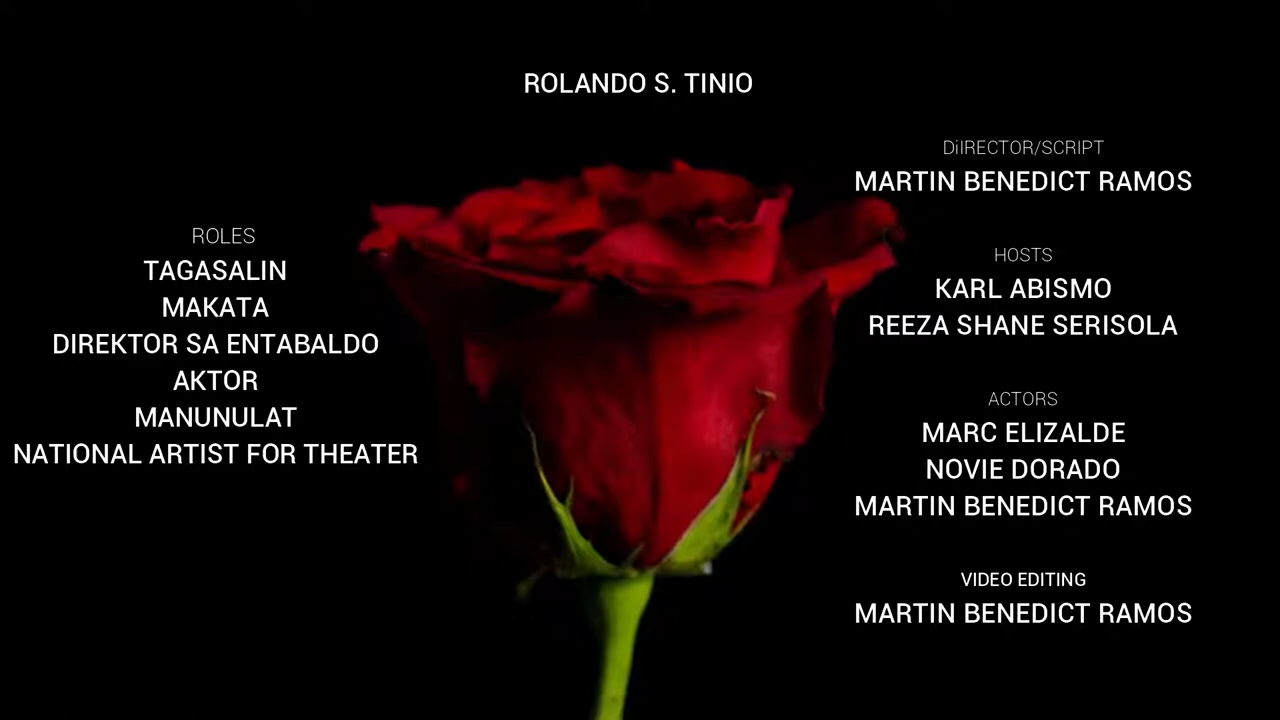 ROLANDO S. TINIO
ROLES
TAGASALIN
MAKATA
DIREKTOR SA ENTABALDO
AKTOR
MANUNULAT
NATIONAL ARTIST FOR THEATER
DiIRECTOR/SCRIPT
MARTIN BENEDICT RAMOS
HOSTS
KARL ABISMO
REEZA SHANE SERISOLA
ACTORS
MARC ELIZALDE
NOVIE DORADO
MARTIN BENEDICT RAMOS
VIDEO EDITING
MARTIN BENEDICT RAMOS